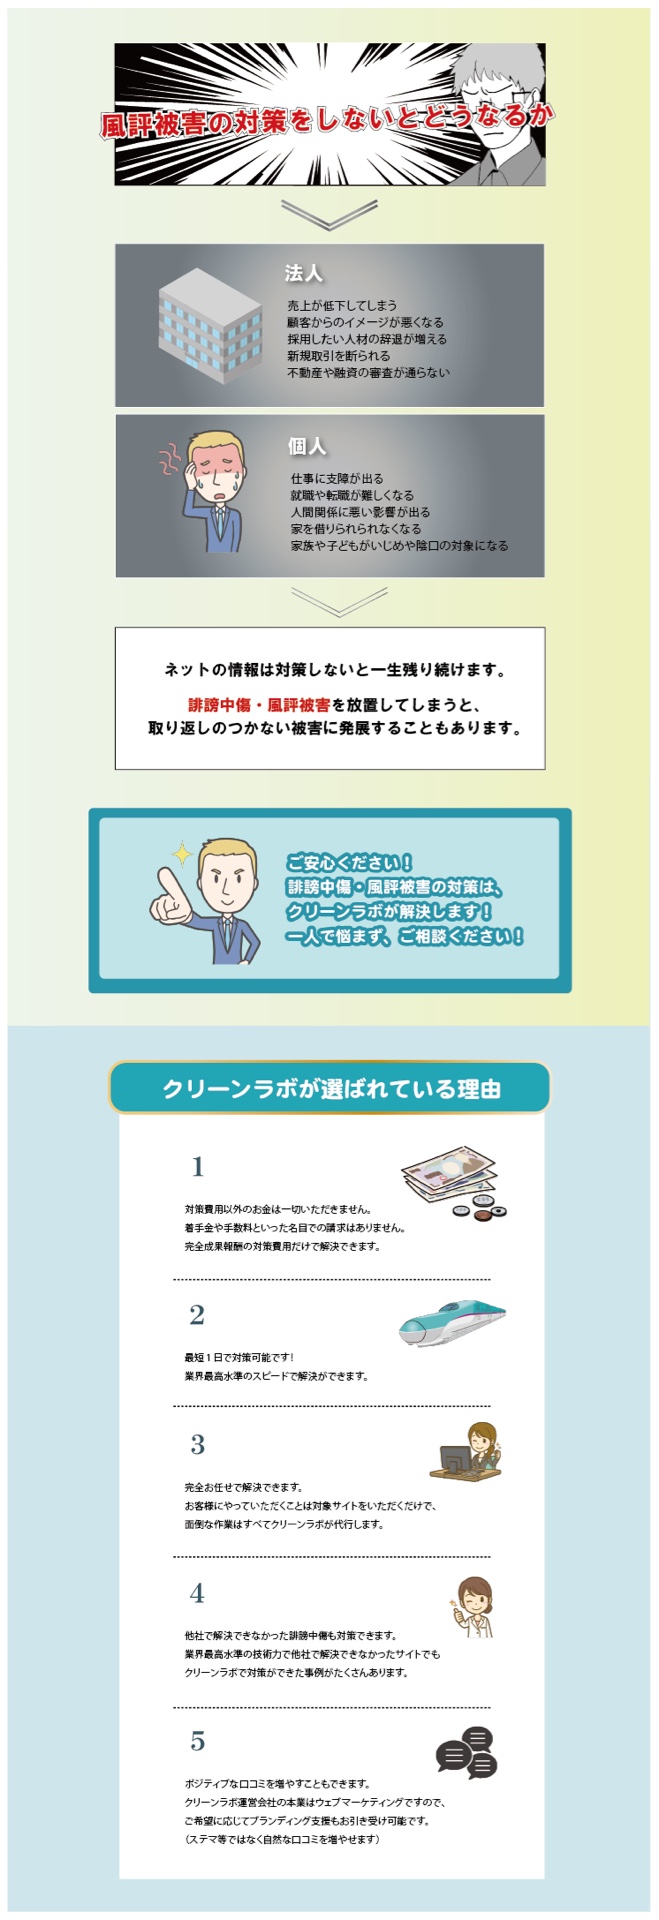 風評被害の対策をしないとどうなるか
法人
売上が低下してしまう
顧客からのイメージが悪くなる
採用したい人材の辞退が増える
新規取引を断られる
不動産や融資の審査が通らない
個人
仕事に支障が出る
就職や転職が難しくなる
人間関係に悪い影響が出る
家を借りられられなくなる
家族や子どもがいじめや陰口の対象になる
ネットの情報は対策しないと一生残り続けます。
誹謗中傷・風評被害を放置してしまうと、
取り返しのつかない被害に発展することもあります。
ご安心ください！
誹謗中傷・風評被害の対策は、
クリーンラボが解決します！
一人で悩まず、ご相談ください！
クリーンラボが選ばれている理由
1
対策費用以外のお金は一切いただきません。
着手金や手数料といった名目での請求はありません。
完全成果報酬の対策費用だけで解決できます。
2
最短1日で対策可能です！
業界最高水準のスピードで解決ができます。
3
完全お任せで解決できます。
お客様にやっていただくことは対象サイトをいただくだけで、
面倒な作業はすべてクリーンラボが代行します。
4
他社で解決できなかった誹謗中傷も対策できます。
業界最高水準の技術力で他社で解決できなかったサイトでも
クリーンラボで対策ができた事例がたくさんあります。
5
ポジティブな口コミを増やすこともできます。
クリーンラボ運営会社の本業はウェブマーケティングですので、
ご希望に応じてブランディング支援もお引き受け可能です。
（ステマ等ではなく自然な口コミを増やせます）